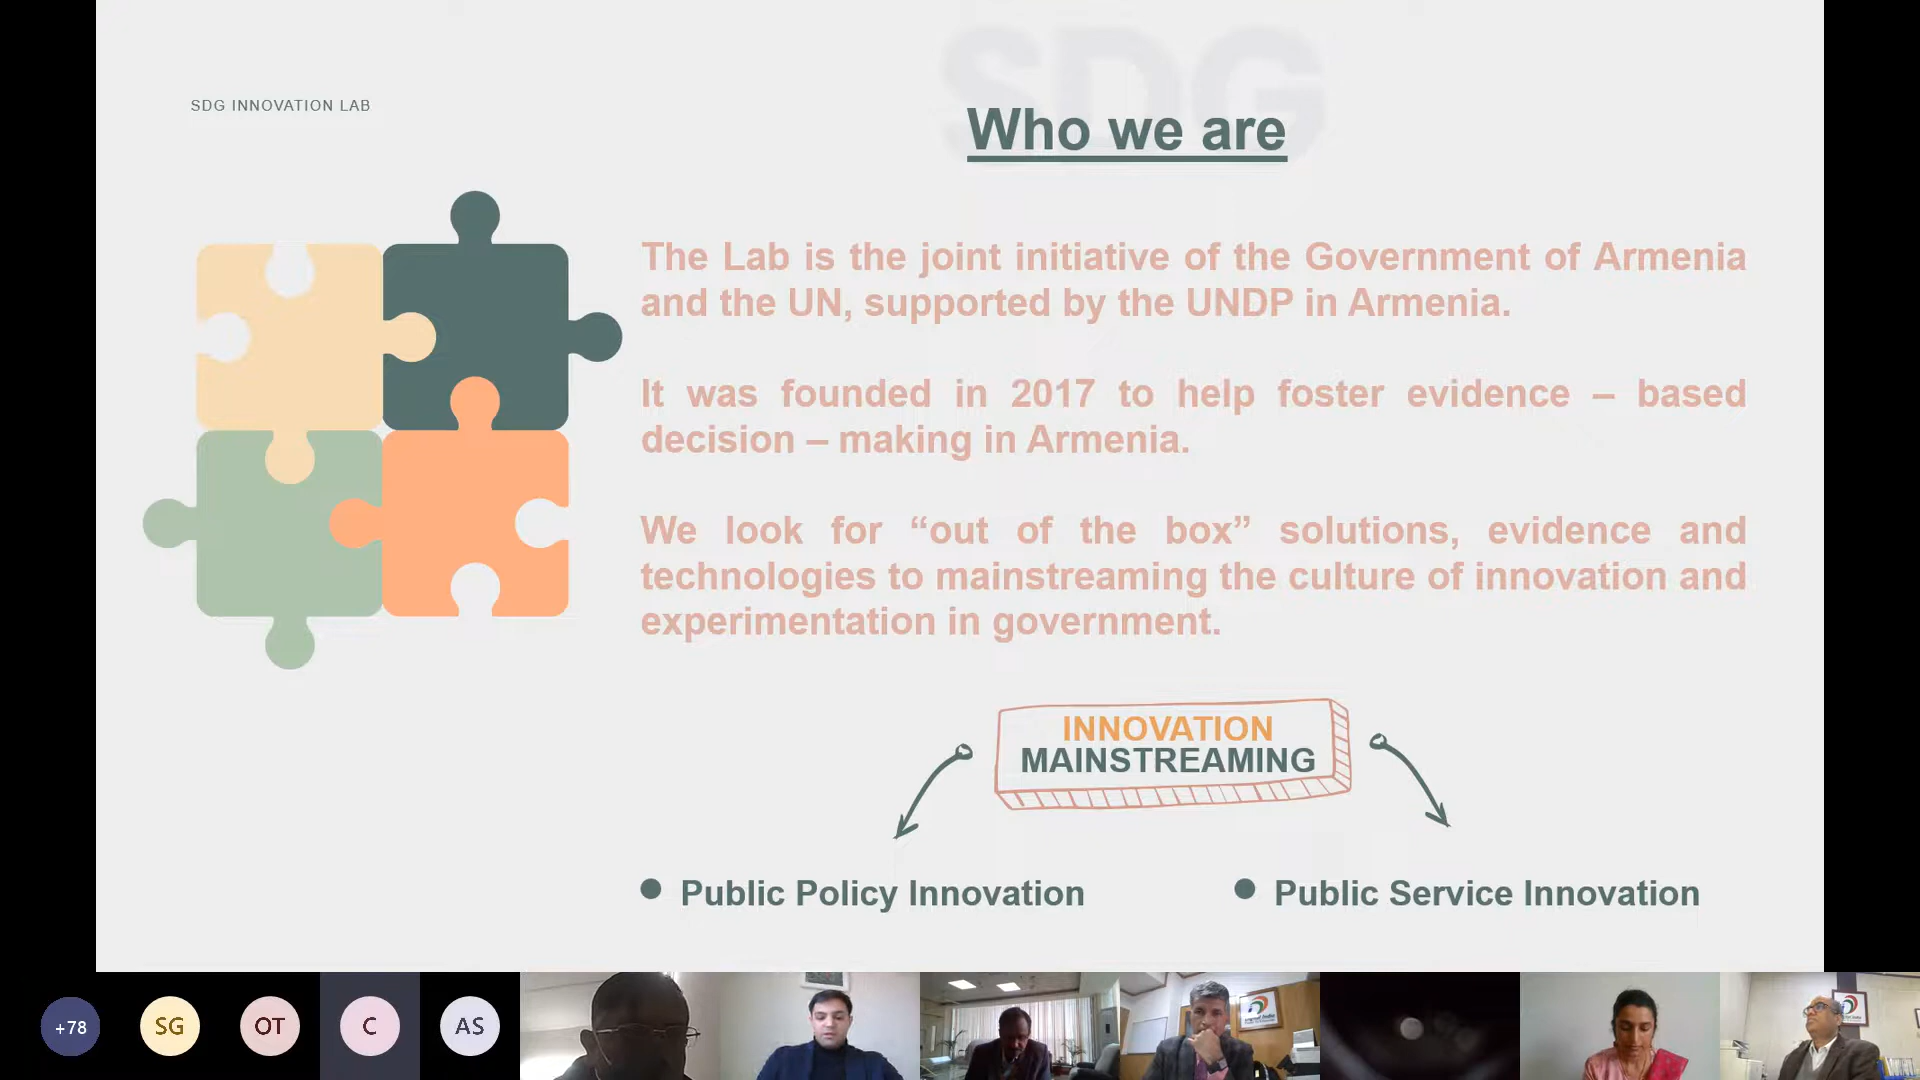 SDG
SDG INNOVATION LAB
Who we are
The Lab is the joint initiative of the Government of Armenia
and the UN, supported by the UNDP in Armenia.
It was founded in 2017 to help foster evidence – based
decision – making in Armenia.
We look for “out of the box” solutions, evidence and
technologies to mainstreaming the culture of innovation and
experimentation in government.
INNOVATION
MAINSTREAMING
Public Policy Innovation
Public Service Innovation
+78
SG
OT
C
AS